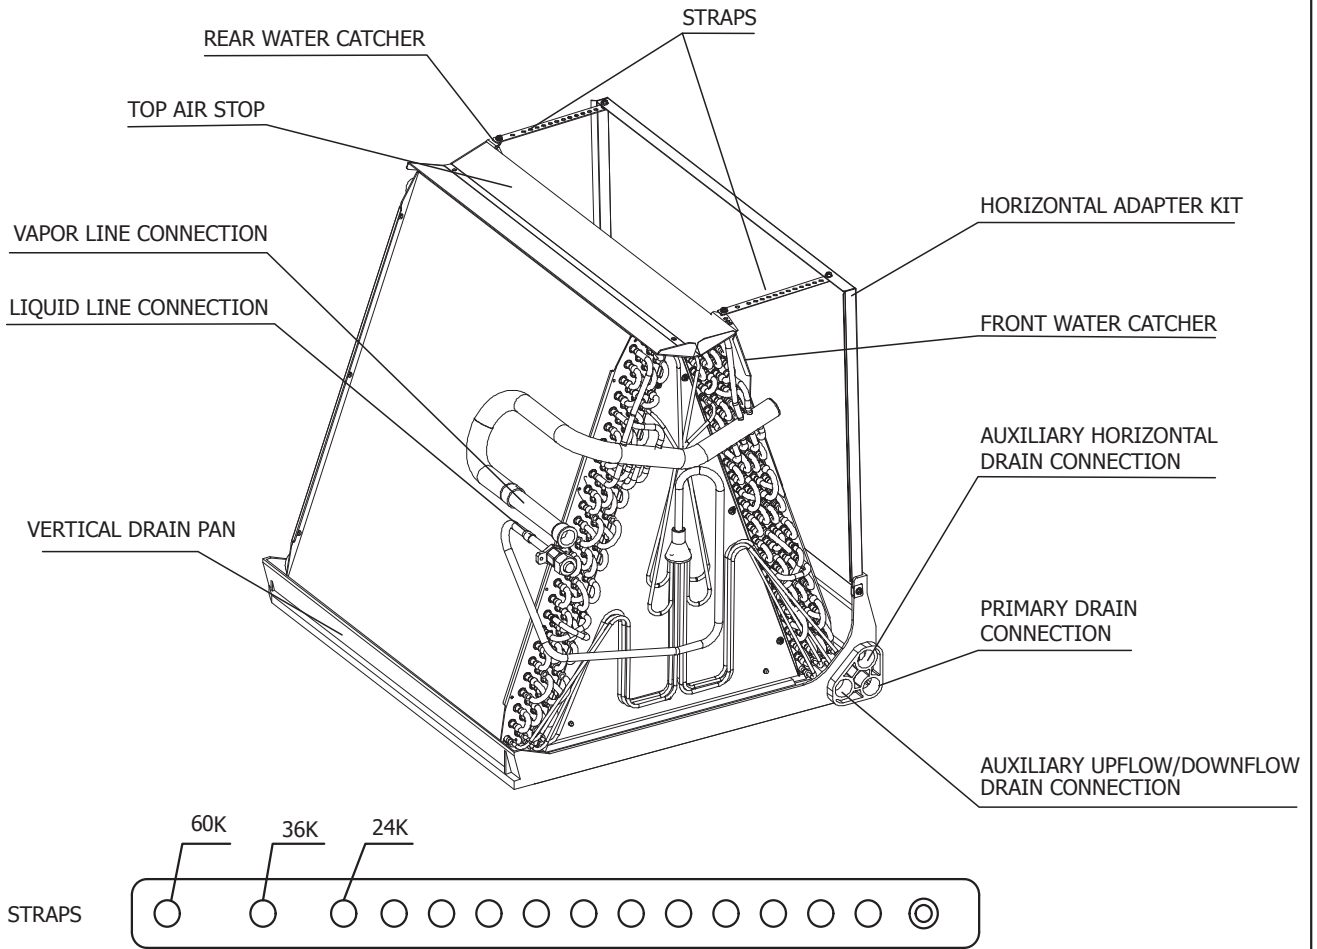 STRAPS
REAR WATER CATCHER
TOP AIR STOP
HORIZONTAL ADAPTER KIT
VAPOR LINE CONNECTION
LIQUID LINE CONNECTION
FRONT WATER CATCHER
AUXILIARY HORIZONTAL
DRAIN CONNECTION
VERTICAL DRAIN PAN
PRIMARY DRAIN
CONNECTION
AUXILIARY UPFLOW/DOWNFLOW
DRAIN CONNECTION
60K
36K
24K
STRAPS